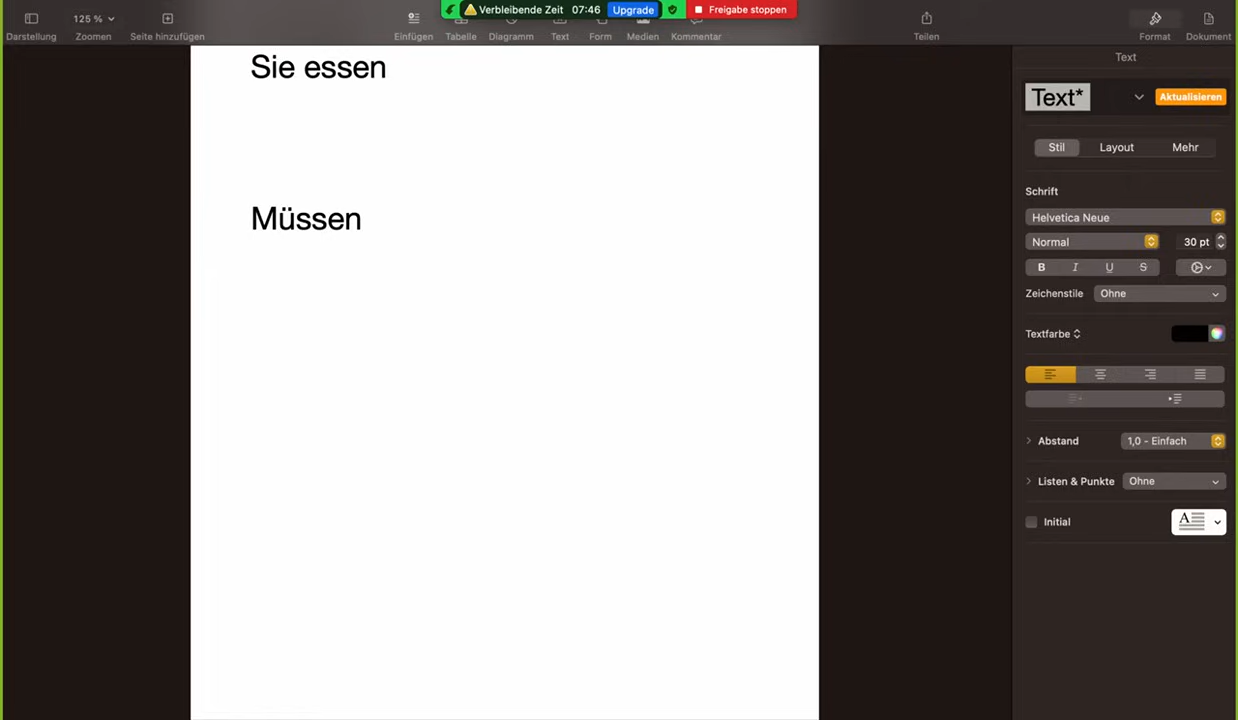 Verbleibende Zeit 07:46 Upgrade Freigabe stoppen
125 %
Darstellung Zoomen Seite hinzufügen Einfügen Tabelle Diagramm Text Form Medien Kommentar Teilen Format Dokument
Sie essen
Müssen
Text
Text* Aktualisieren
Stil Layout Mehr
Schrift
Helvetica Neue
Normal 30 pt
B I U S
Zeichenstile Ohne
Textfarbe
Abstand 1,0 - Einfach
Listen & Punkte Ohne
Initial A